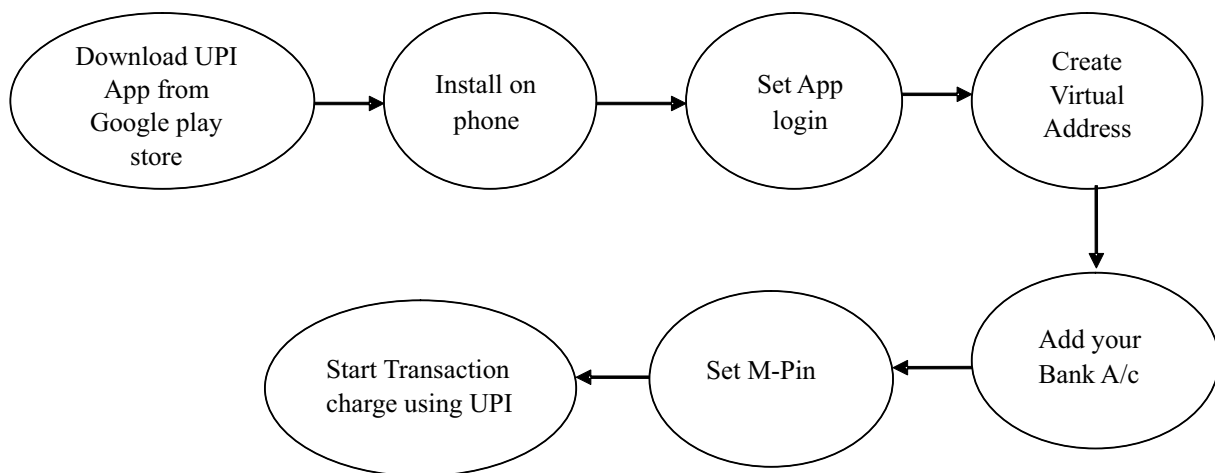 Download UPI
App from
Google play
store
Install on
phone
Set App
login
Create
Virtual
Address
Add your
Bank A/c
Set M-Pin
Start Transaction
charge using UPI